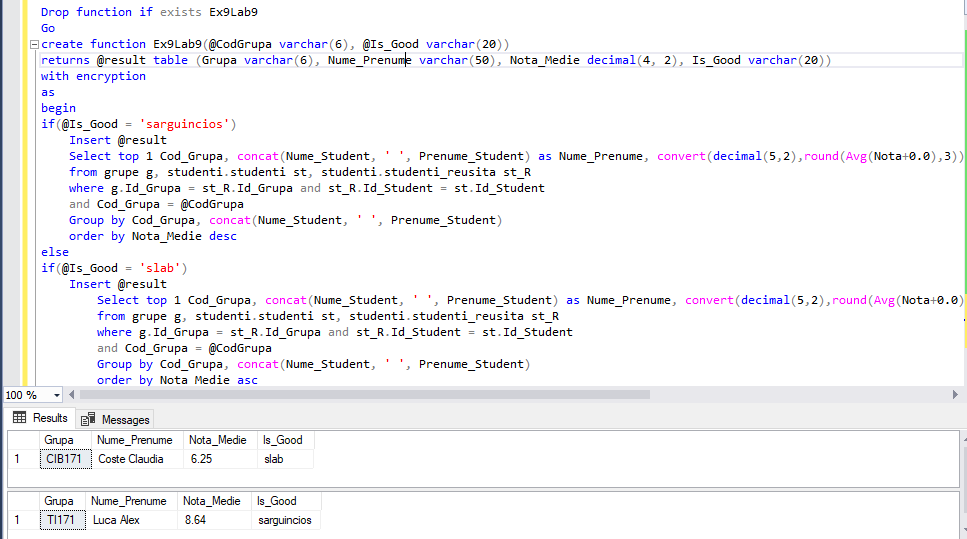 Drop function if exists Ex9Lab9
Go
create function Ex9Lab9(@CodGrupa varchar(6), @Is_Good varchar(20))
returns @result table (Grupa varchar(6), Nume_Prenume varchar(50), Nota_Medie decimal(4, 2), Is_Good varchar(20))
with encryption
as
begin
if(@Is_Good = 'sarguincios')
Insert @result
Select top 1 Cod_Grupa, concat(Nume_Student, ' ', Prenume_Student) as Nume_Prenume, convert(decimal(5,2),round(Avg(Nota+0.0),3))
from grupe g, studenti.studenti st, studenti.studenti_reusita st_R
where g.Id_Grupa = st_R.Id_Grupa and st_R.Id_Student = st.Id_Student
and Cod_Grupa = @CodGrupa
Group by Cod_Grupa, concat(Nume_Student, ' ', Prenume_Student)
order by Nota_Medie desc
else
if(@Is_Good = 'slab')
Insert @result
Select top 1 Cod_Grupa, concat(Nume_Student, ' ', Prenume_Student) as Nume_Prenume, convert(decimal(5,2),round(Avg(Nota+0.0)
from grupe g, studenti.studenti st, studenti.studenti_reusita st_R
where g.Id_Grupa = st_R.Id_Grupa and st_R.Id_Student = st.Id_Student
and Cod_Grupa = @CodGrupa
Group by Cod_Grupa, concat(Nume_Student, ' ', Prenume_Student)
order by Nota_Medie asc
100 %
Results Messages
Grupa Nume_Prenume Nota_Medie Is_Good
1 CIB171 Coste Claudia 6.25 slab
Grupa Nume_Prenume Nota_Medie Is_Good
1 TI171 Luca Alex 8.64 sarguincios